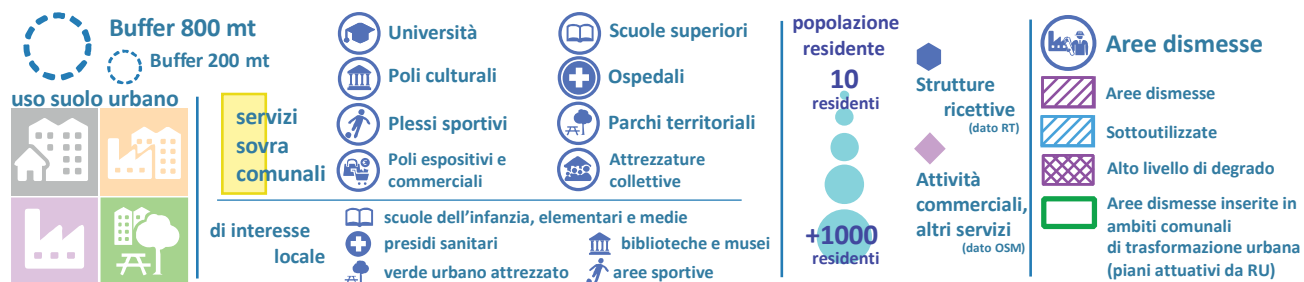 Buffer 800 mt
Buffer 200 mt
uso suolo urbano
servizi
sovra
comunali
Università
Poli culturali
Plessi sportivi
Poli espositivi e
commerciali
Scuole superiori
Ospedali
Parchi territoriali
Attrezzature
collettive
di interesse
locale
scuole dell'infanzia, elementari e medie
presidi sanitari
biblioteche e musei
verde urbano attrezzato
aree sportive
popolazione
residente
10
residenti
+1000
residenti
Strutture
ricettive
(dato RT)
Attività
commerciali,
altri servizi
(dato OSM)
Aree dismesse
Aree dismesse
Sottoutilizzate
Alto livello di degrado
Aree dismesse inserite in
ambiti comunali
di trasformazione urbana
(piani attuativi da RU)